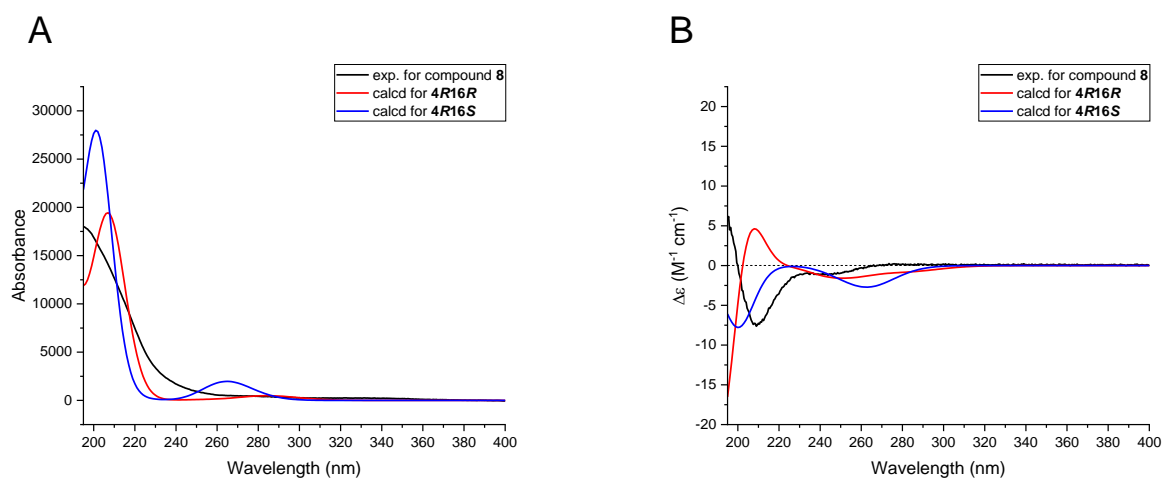 A
exp. for compound 8
calcd for 4R16R
calcd for 4R16S
30000
25000
20000
15000
10000
5000
0
Absorbance
200 220 240 260 280 300 320 340 360 380 400
Wavelength (nm)
B
exp. for compound 8
calcd for 4R16R
calcd for 4R16S
20
15
10
5
0
-5
-10
-15
-20
Δε (M⁻¹ cm⁻¹)
200 220 240 260 280 300 320 340 360 380 400
Wavelength (nm)